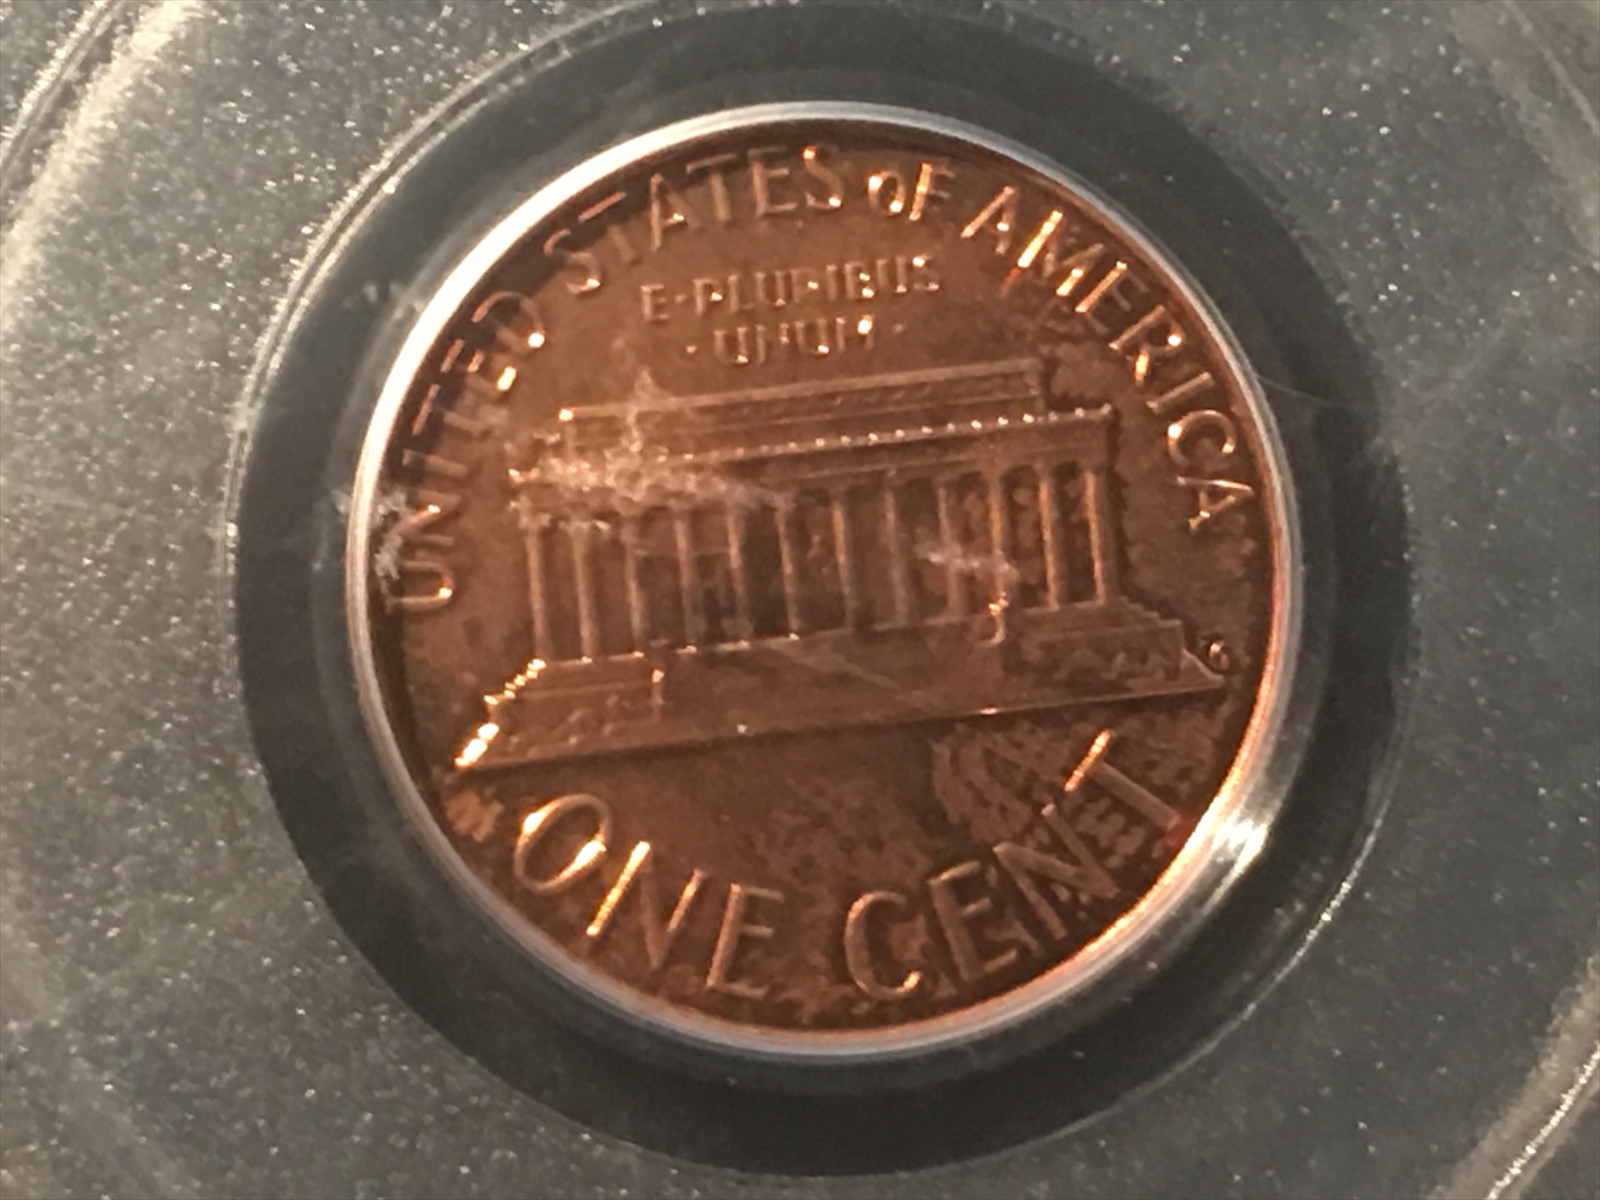 UNITED STATES OF AMERICA
E·PLURIBUS
·UNUM·
ONE CENT